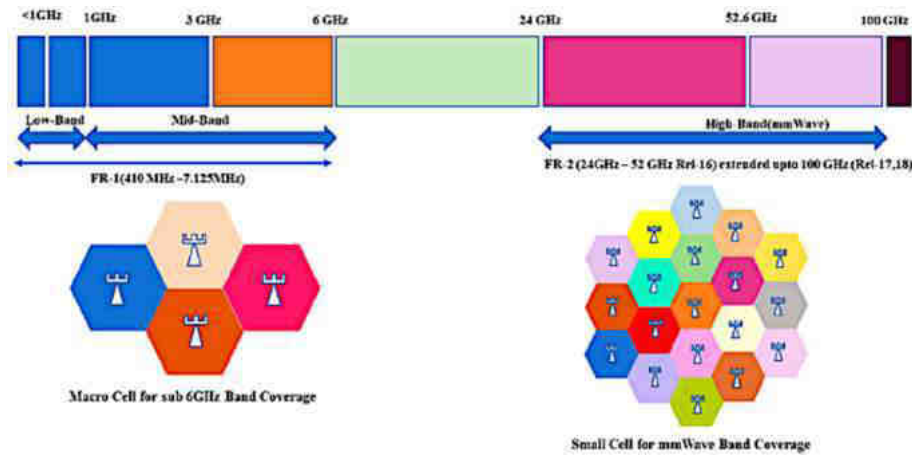 <1GHz 1GHz 3 GHz 6 GHz 24 GHz 52.6 GHz 100 GHz
Low-Band Mid-Band High-Band(mmWave)
FR-1(410 MHz –7.125MHz) FR-2 (24GHz – 52 GHz Rel-16) extruded upto 100 GHz (Rel-17,18)
Macro Cell for sub 6GHz Band Coverage
Small Cell for mmWave Band Coverage